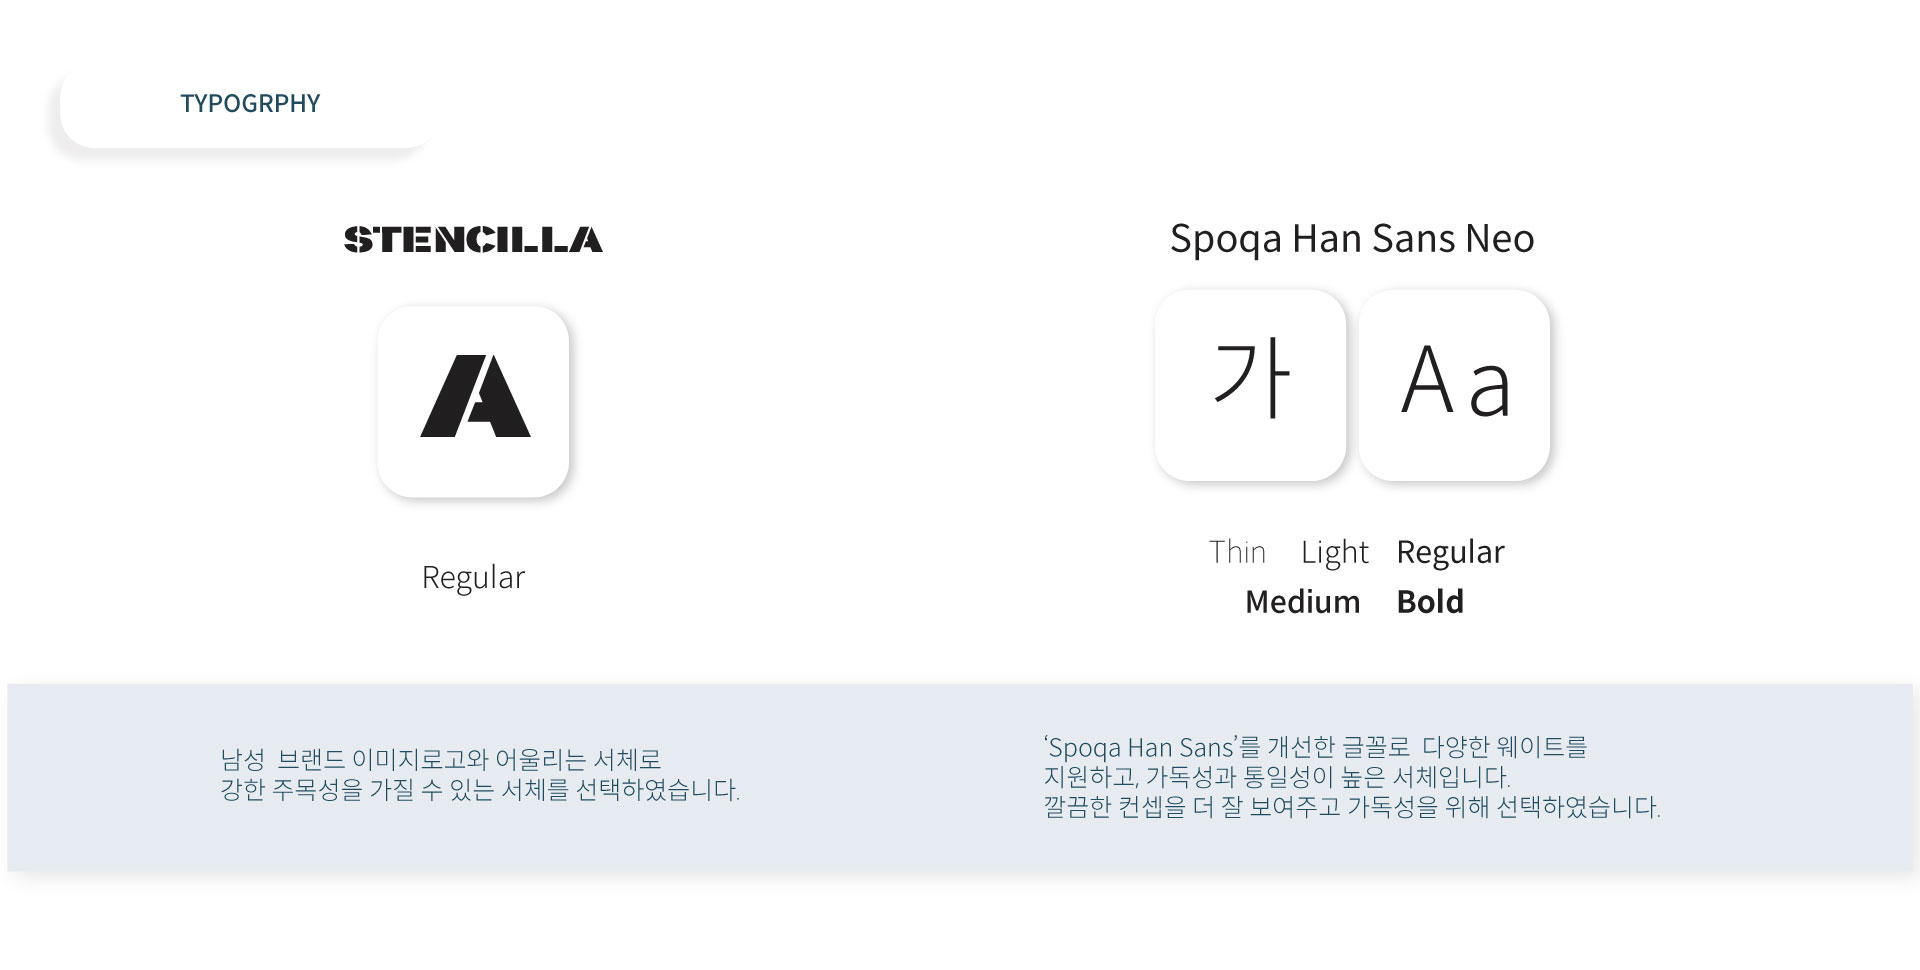 TYPOGRPHY
STENCILLA
A
Regular
Spoqa Han Sans Neo
가 Aa
Thin Light Regular
Medium Bold
남성 브랜드 이미지로고와 어울리는 서체로
강한 주목성을 가질 수 있는 서체를 선택하였습니다.
‘Spoqa Han Sans’를 개선한 글꼴로 다양한 웨이트를
지원하고, 가독성과 통일성이 높은 서체입니다.
깔끔한 컨셉을 더 잘 보여주고 가독성을 위해 선택하였습니다.